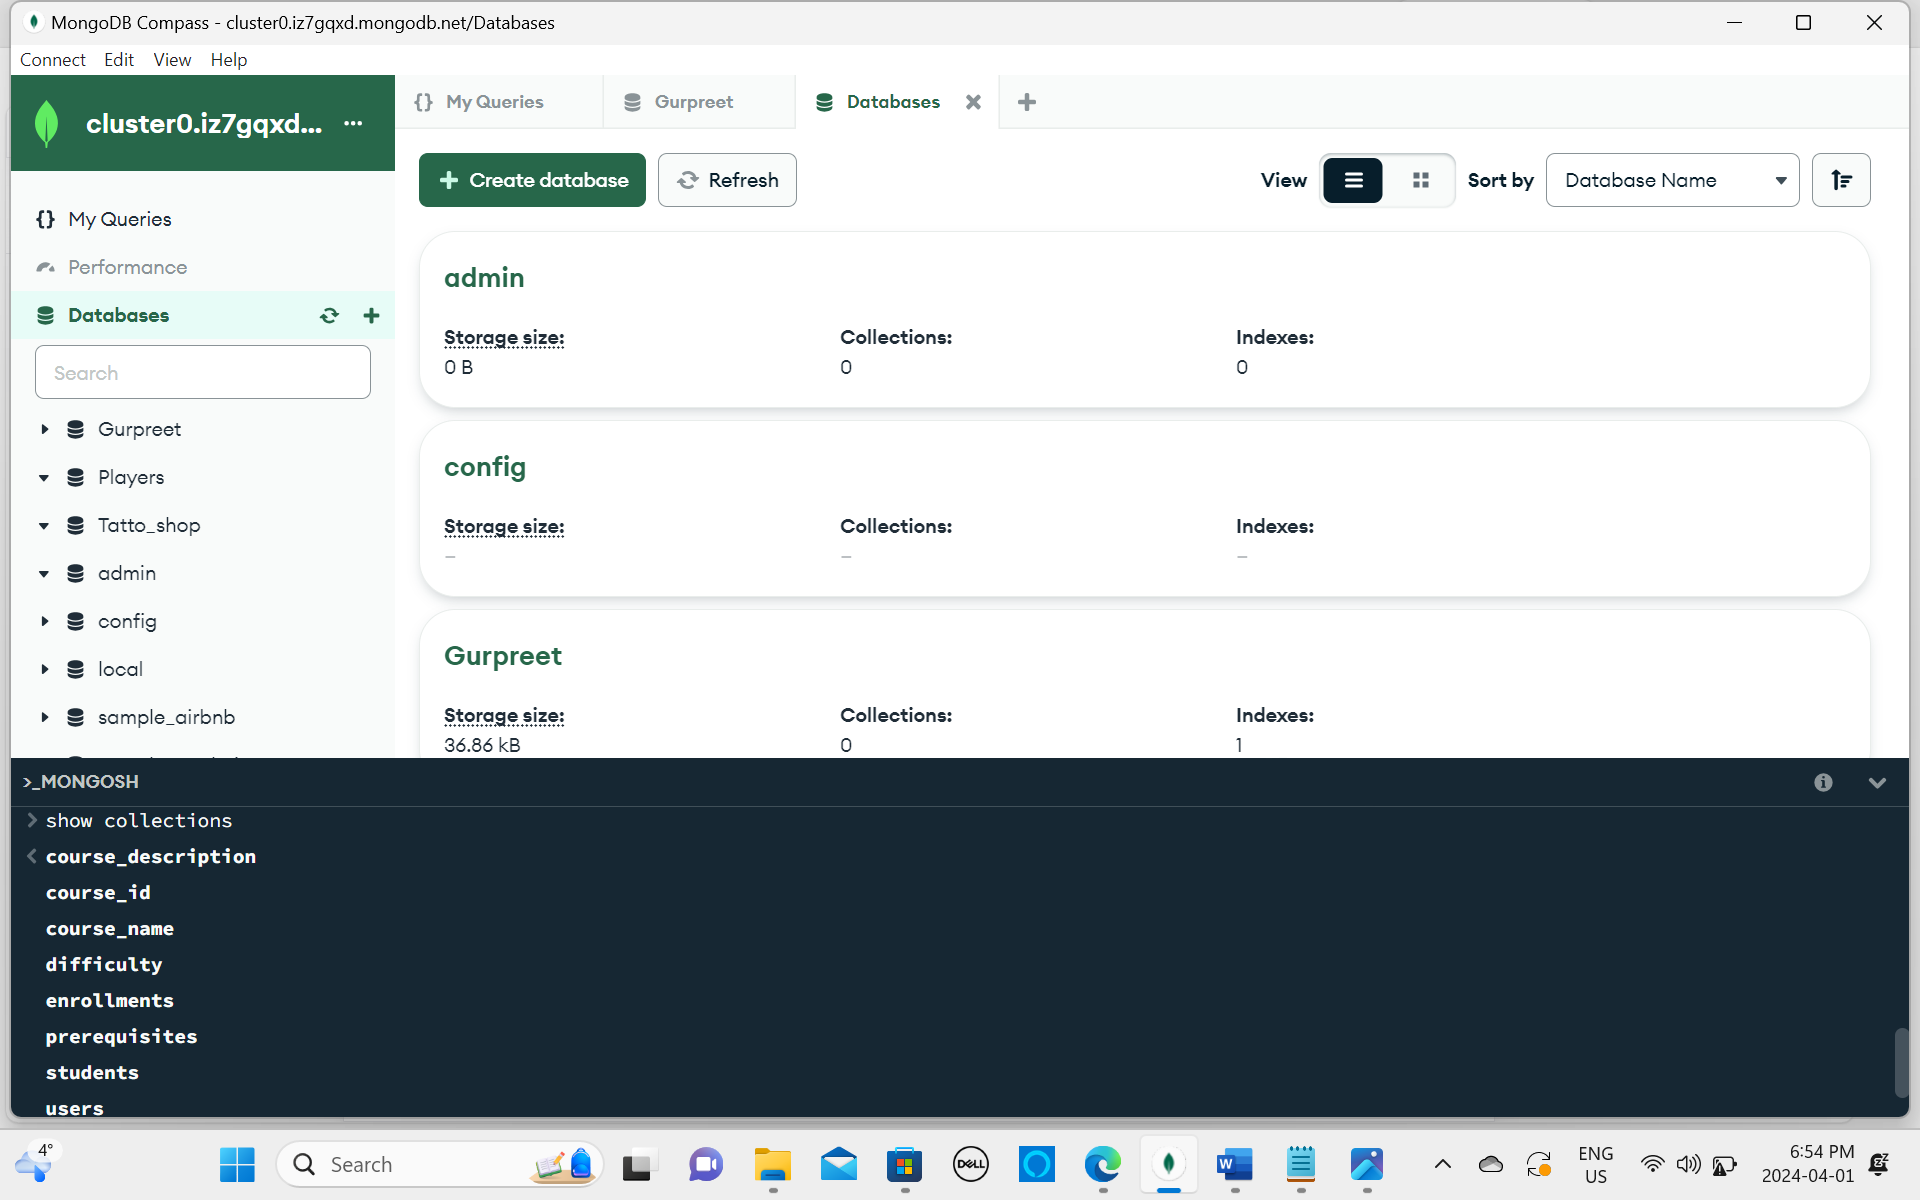 MongoDB Compass - cluster0.iz7gqxd.mongodb.net/Databases
Connect Edit View Help
cluster0.iz7gqxd... ···
{} My Queries
Gurpreet
Databases
Create database
Refresh
View
Sort by
Database Name
{} My Queries
Performance
Databases
Search
Gurpreet
Players
Tatto_shop
admin
config
local
sample_airbnb
admin
Storage size: Collections: Indexes:
0 B 0 0
config
Storage size: Collections: Indexes:
– – –
Gurpreet
Storage size: Collections: Indexes:
36.86 kB 0 1
>_MONGOSH
> show collections
< course_description
course_id
course_name
difficulty
enrollments
prerequisites
students
users
4°
Search
DELL
W
ENG
US
6:54 PM
2024-04-01